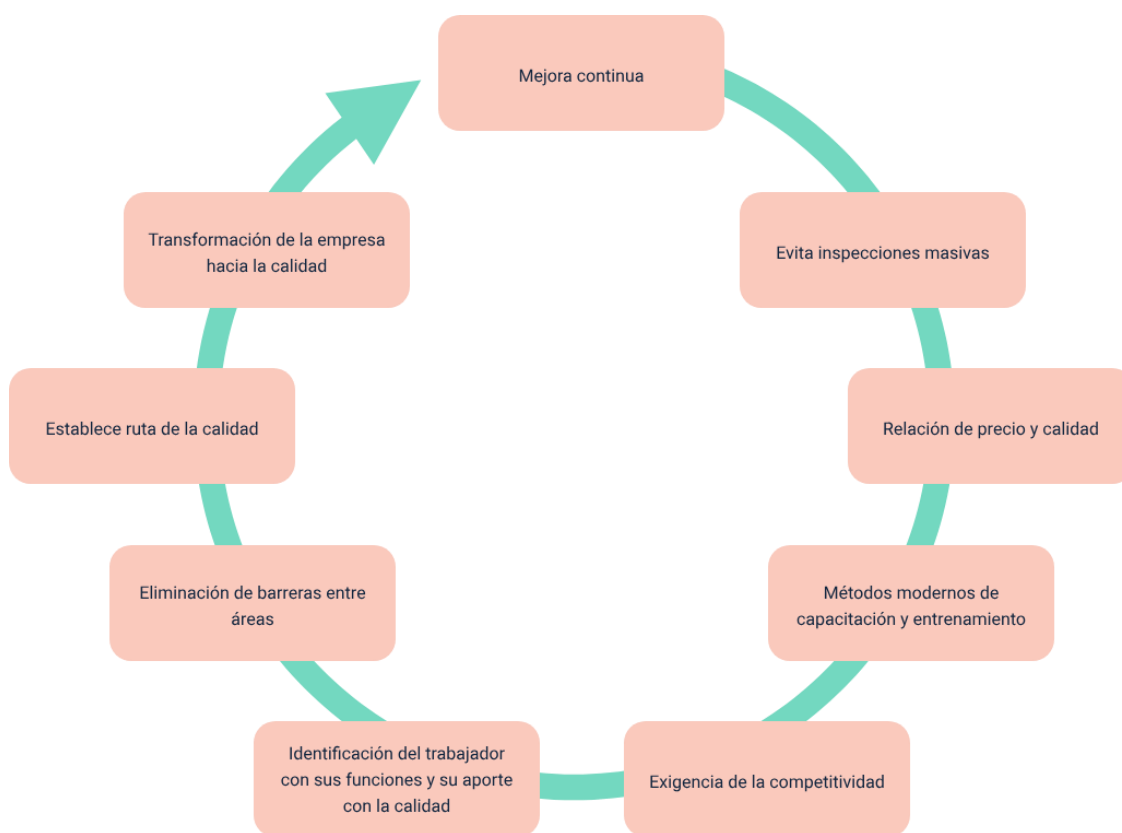 Mejora continua
Evita inspecciones masivas
Relación de precio y calidad
Métodos modernos de
capacitación y entrenamiento
Exigencia de la competitividad
Identificación del trabajador
con sus funciones y su aporte
con la calidad
Eliminación de barreras entre
áreas
Establece ruta de la calidad
Transformación de la empresa
hacia la calidad